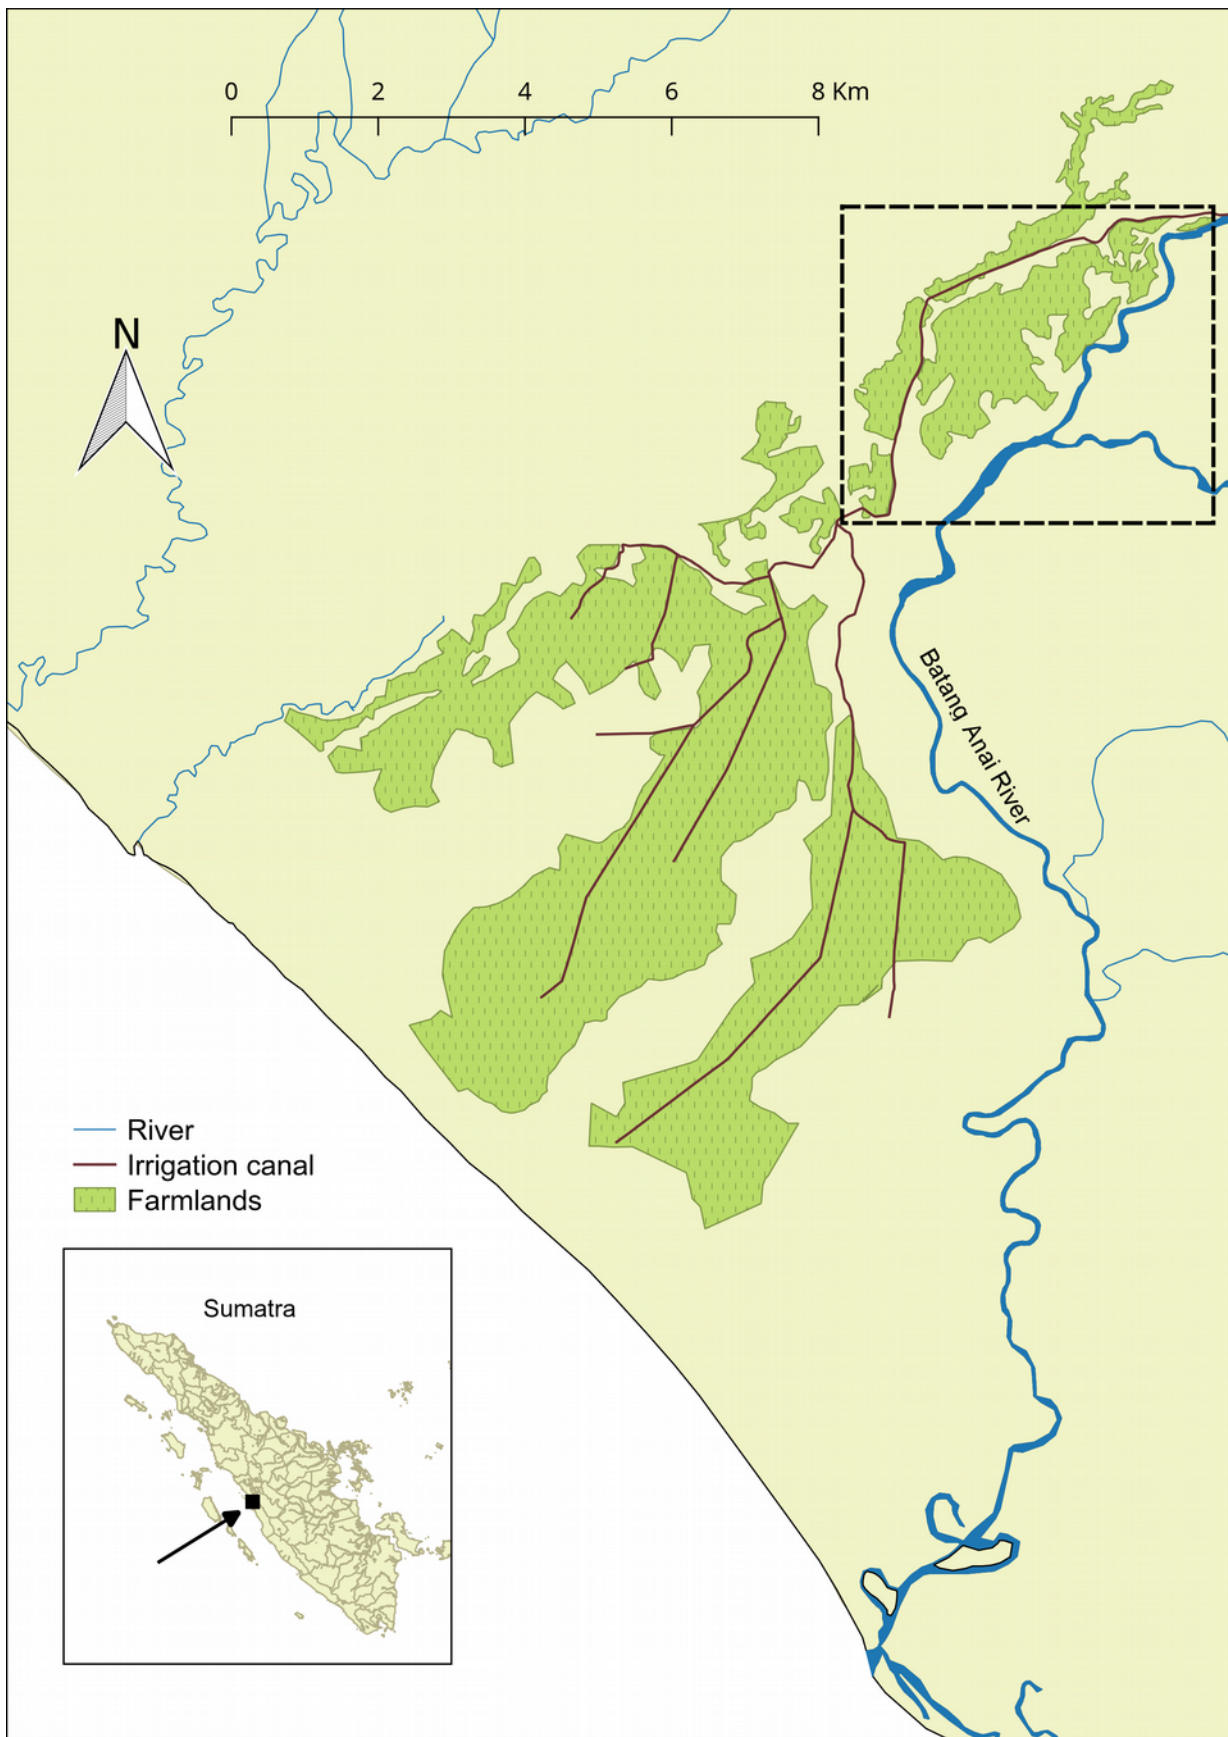 0 2 4 6 8 Km
N
Batang Anai River
River
Irrigation canal
Farmlands
Sumatra